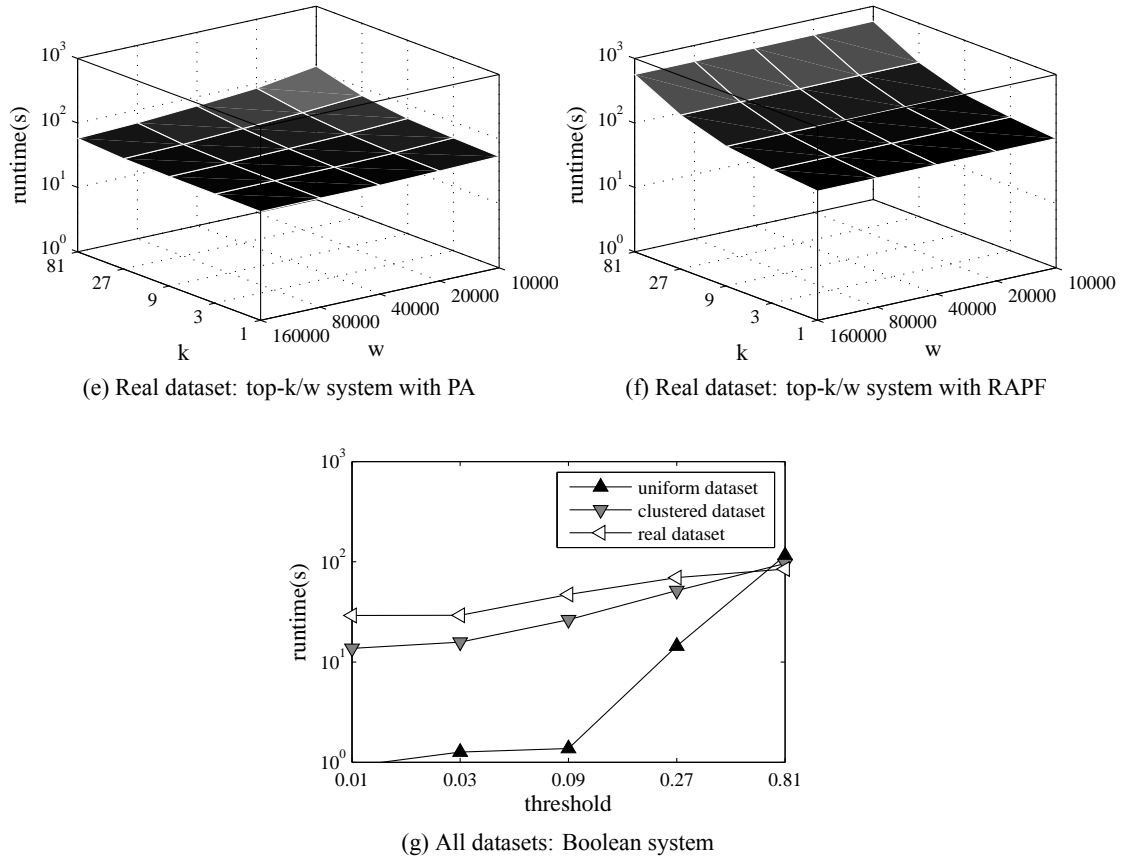 10^3
10^2
10^1
10^0
runtime(s)
81
27
9
3
1
k
160000
80000
40000
20000
10000
w
(e) Real dataset: top-k/w system with PA
10^3
10^2
10^1
10^0
runtime(s)
81
27
9
3
1
k
160000
80000
40000
20000
10000
w
(f) Real dataset: top-k/w system with RAPF
10^3
10^2
10^1
10^0
runtime(s)
uniform dataset
clustered dataset
real dataset
0.01
0.03
0.09
0.27
0.81
threshold
(g) All datasets: Boolean system